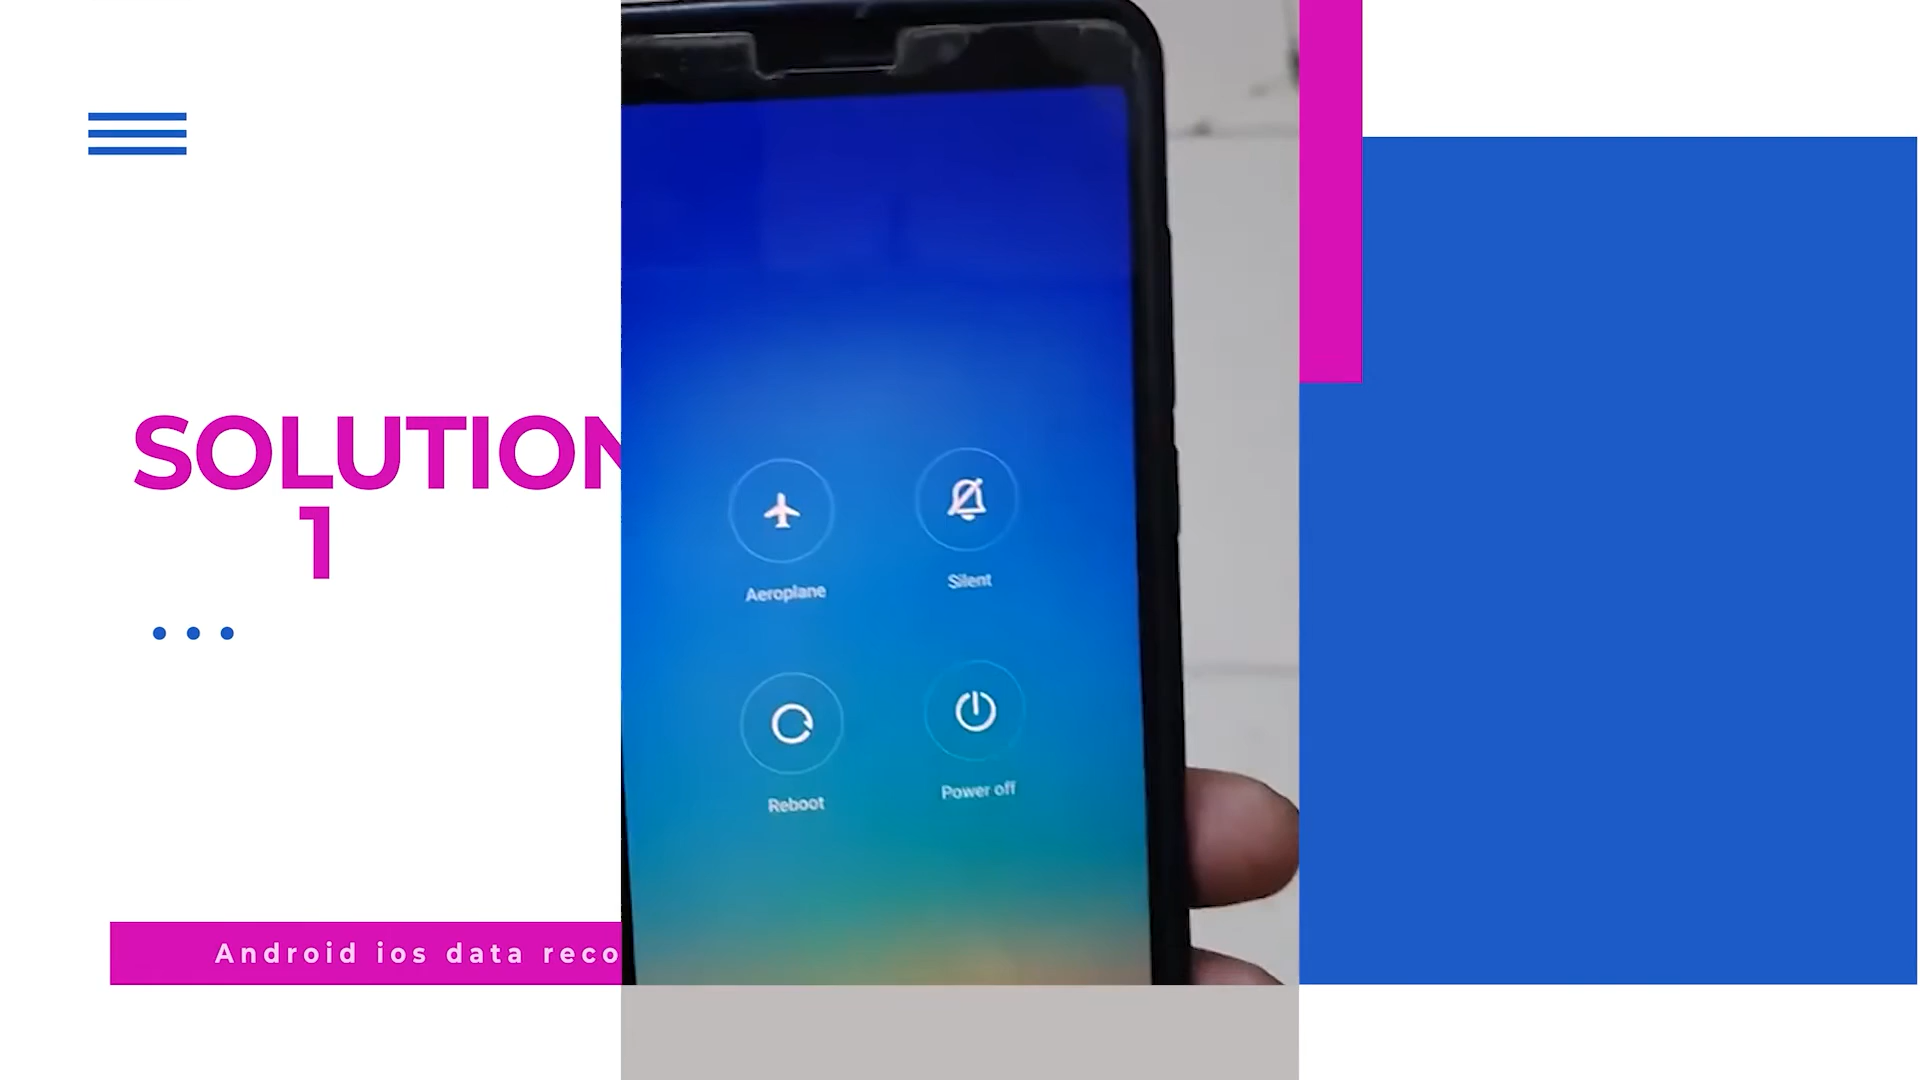 SOLUTION
1
Aeroplane
Silent
Reboot
Power off
Android ios data reco